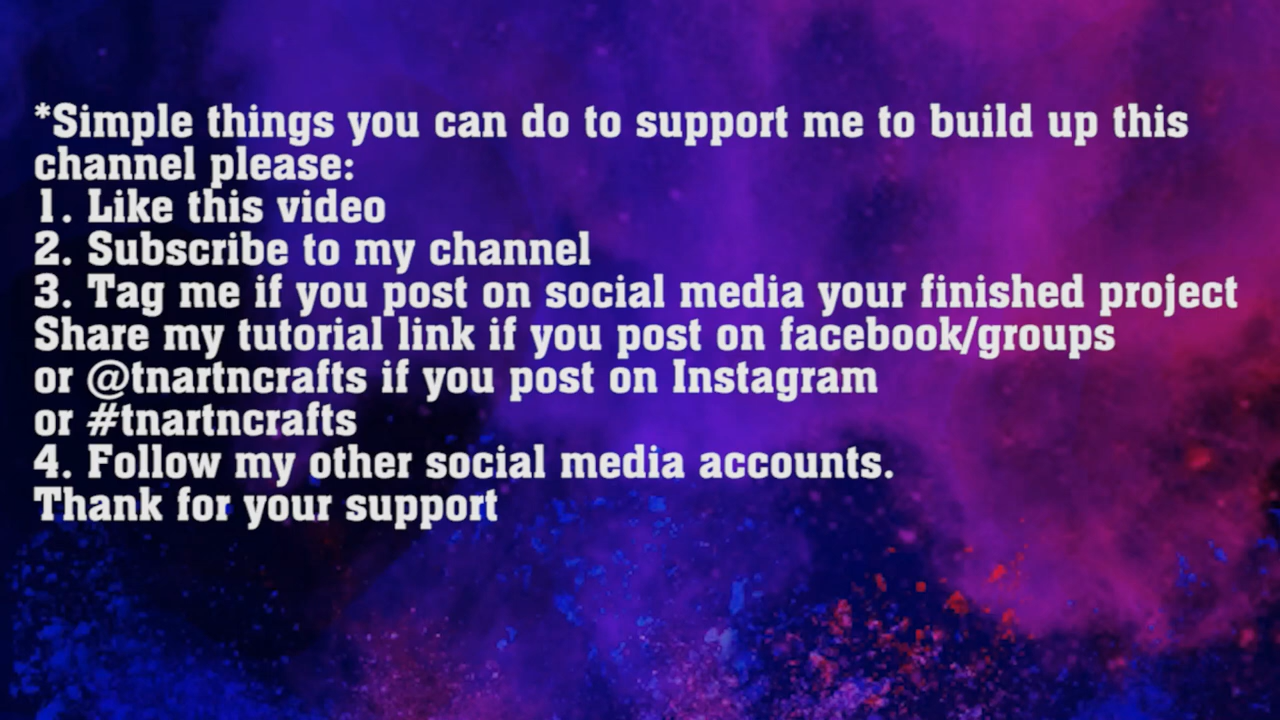 *Simple things you can do to support me to build up this
channel please:
1. Like this video
2. Subscribe to my channel
3. Tag me if you post on social media your finished project
Share my tutorial link if you post on facebook/groups
or @tnartncrafts if you post on Instagram
or #tnartncrafts
4. Follow my other social media accounts.
Thank for your support